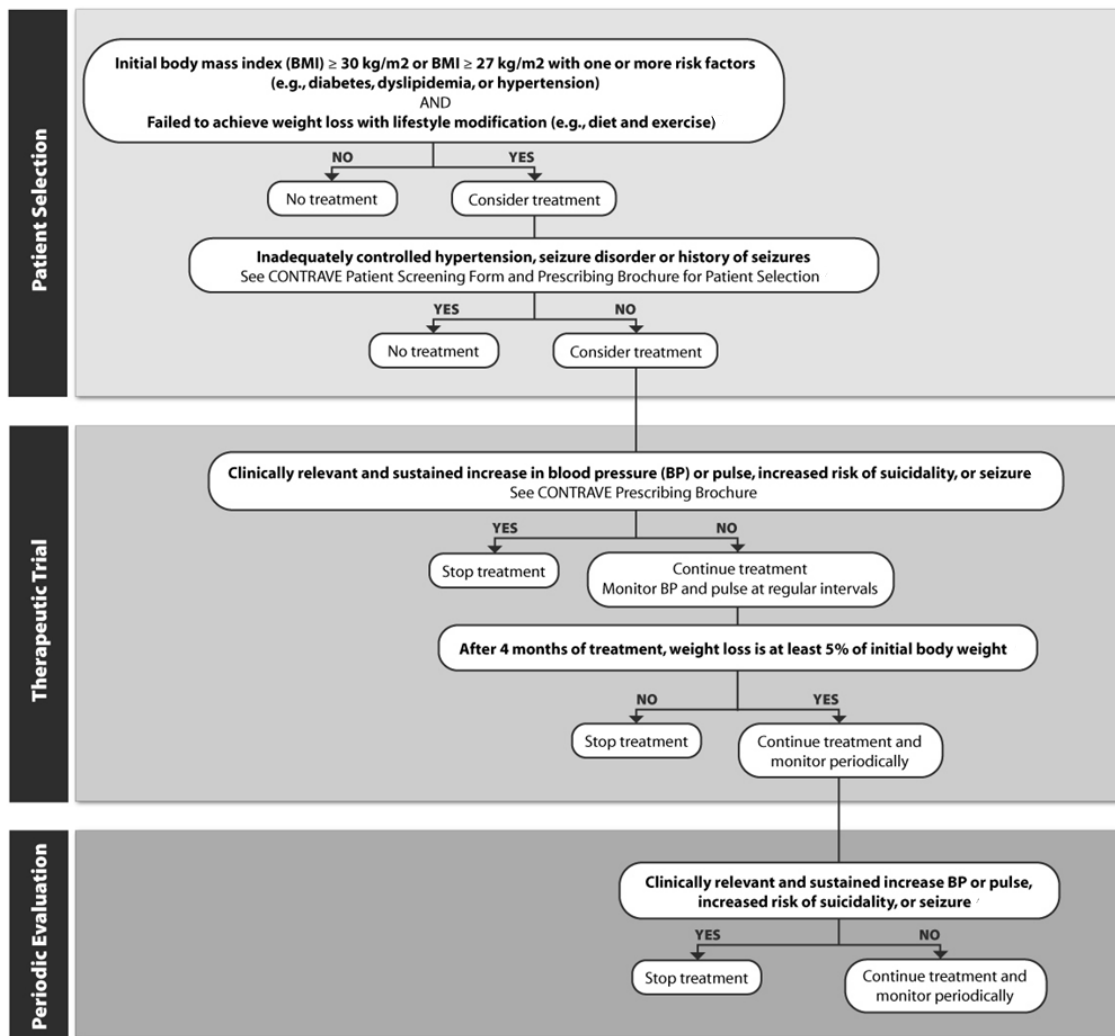 Patient Selection
Initial body mass index (BMI) ≥ 30 kg/m2 or BMI ≥ 27 kg/m2 with one or more risk factors
(e.g., diabetes, dyslipidemia, or hypertension)
AND
Failed to achieve weight loss with lifestyle modification (e.g., diet and exercise)
NO
YES
No treatment
Consider treatment
Inadequately controlled hypertension, seizure disorder or history of seizures
See CONTRAVE Patient Screening Form and Prescribing Brochure for Patient Selection
YES
NO
No treatment
Consider treatment
Therapeutic Trial
Clinically relevant and sustained increase in blood pressure (BP) or pulse, increased risk of suicidality, or seizure
See CONTRAVE Prescribing Brochure
YES
NO
Stop treatment
Continue treatment
Monitor BP and pulse at regular intervals
After 4 months of treatment, weight loss is at least 5% of initial body weight
NO
YES
Stop treatment
Continue treatment and
monitor periodically
Periodic Evaluation
Clinically relevant and sustained increase BP or pulse,
increased risk of suicidality, or seizure
YES
NO
Stop treatment
Continue treatment and
monitor periodically